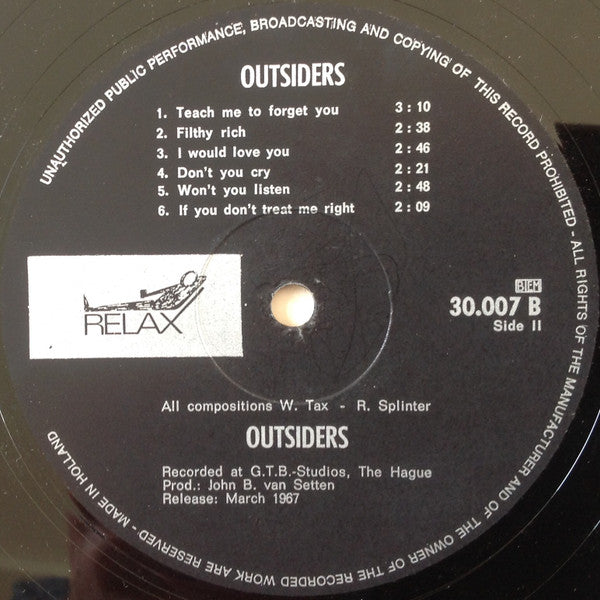 UNAUTHORIZED PUBLIC PERFORMANCE, BROADCASTING AND COPYING OF THIS RECORD PROHIBITED - ALL RIGHTS OF THE MANUFACTURER AND OF THE OWNER OF THE RECORDED WORK ARE RESERVED - MADE IN HOLLAND
OUTSIDERS
1. Teach me to forget you 3 : 10
2. Filthy rich 2 : 38
3. I would love you 2 : 46
4. Don't you cry 2 : 21
5. Won't you listen 2 : 48
6. If you don't treat me right 2 : 09
RELAX
BIEM
30.007 B
Side II
All compositions W. Tax - R. Splinter
OUTSIDERS
Recorded at G.T.B.-Studios, The Hague
Prod.: John B. van Setten
Release: March 1967